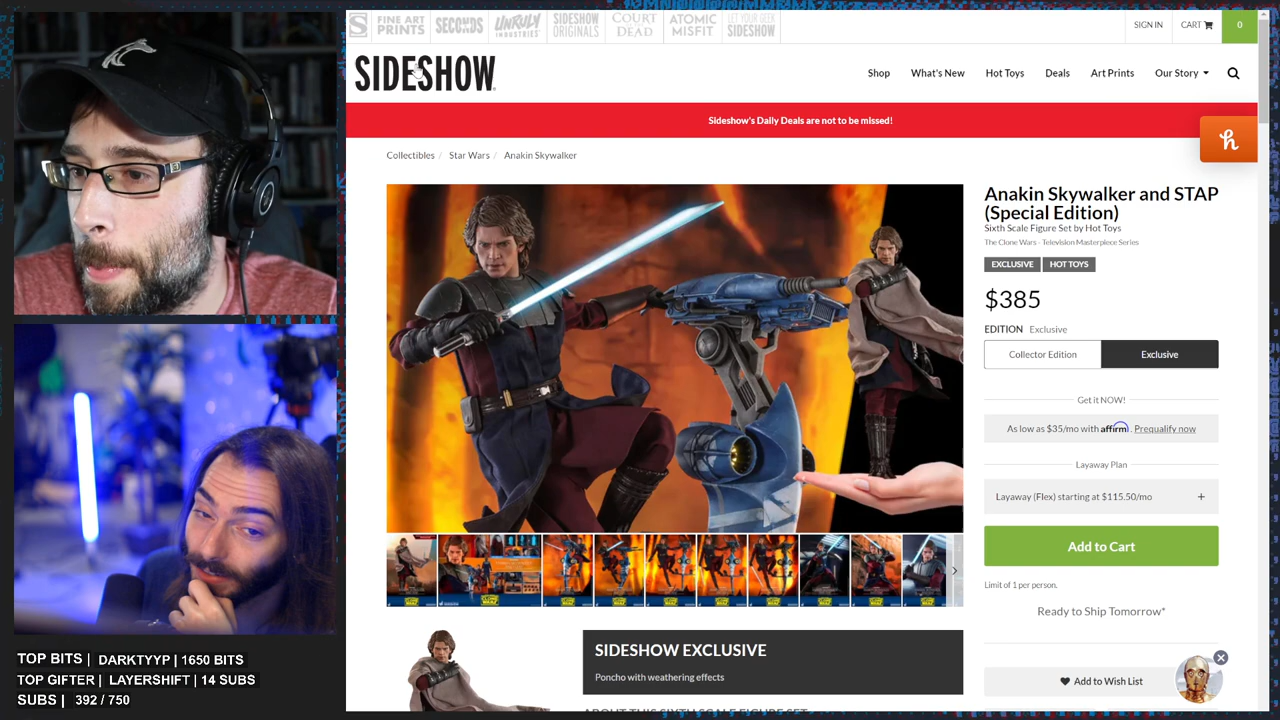 S
FINE ART
PRINTS
SECONDS
UNRULY
INDUSTRIES
SIDESHOW
ORIGINALS
COURT
OF THE
DEAD
ATOMIC
MISFIT
LET YOUR GEEK
SIDESHOW
SIGN IN
CART
0
SIDESHOW
Shop
What's New
Hot Toys
Deals
Art Prints
Our Story
Sideshow's Daily Deals are not to be missed!
h
Collectibles / Star Wars / Anakin Skywalker
Anakin Skywalker and STAP
(Special Edition)
Sixth Scale Figure Set by Hot Toys
The Clone Wars - Television Masterpiece Series
EXCLUSIVE
HOT TOYS
$385
EDITION Exclusive
Collector Edition
Exclusive
Get it NOW!
As low as $35/mo with affirm. Prequalify now
Layaway Plan
Layaway (Flex) starting at $115.50/mo +
Add to Cart
Limit of 1 per person.
Ready to Ship Tomorrow*
Add to Wish List
SIDESHOW EXCLUSIVE
Poncho with weathering effects
ABOUT THIS SIXTH SCALE FIGURE SET
TOP BITS | DARKTYYP | 1650 BITS
TOP GIFTER | LAYERSHIFT | 14 SUBS
SUBS | 392 / 750